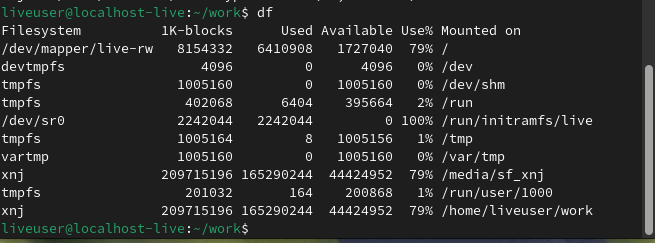 liveuser@localhost-live:~/work$ df
Filesystem 1K-blocks Used Available Use% Mounted on
/dev/mapper/live-rw 8154332 6410908 1727040 79% /
devtmpfs 4096 0 4096 0% /dev
tmpfs 1005160 0 1005160 0% /dev/shm
tmpfs 402068 6404 395664 2% /run
/dev/sr0 2242044 2242044 0 100% /run/initramfs/live
tmpfs 1005164 8 1005156 1% /tmp
vartmp 1005160 0 1005160 0% /var/tmp
xnj 209715196 165290244 44424952 79% /media/sf_xnj
tmpfs 201032 164 200868 1% /run/user/1000
xnj 209715196 165290244 44424952 79% /home/liveuser/work
liveuser@localhost-live:~/work$